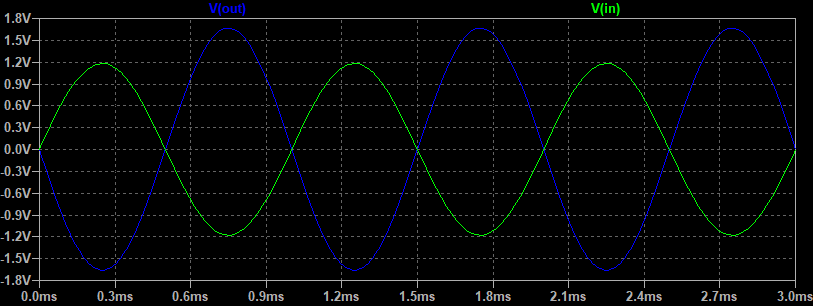 V(out) V(in)
1.8V
1.5V
1.2V
0.9V
0.6V
0.3V
0.0V
-0.3V
-0.6V
-0.9V
-1.2V
-1.5V
-1.8V
0.0ms 0.3ms 0.6ms 0.9ms 1.2ms 1.5ms 1.8ms 2.1ms 2.4ms 2.7ms 3.0ms